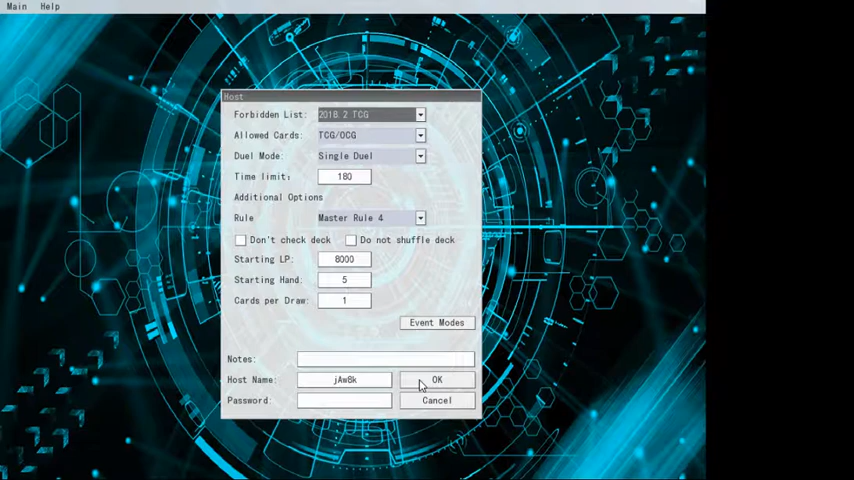 Main Help
Host
Forbidden List: 2018.2 TCG
Allowed Cards: TCG/OCG
Duel Mode: Single Duel
Time limit: 180
Additional Options
Rule Master Rule 4
Don't check deck Do not shuffle deck
Starting LP: 8000
Starting Hand: 5
Cards per Draw: 1
Event Modes
Notes:
Host Name: jAw8k OK
Password: Cancel